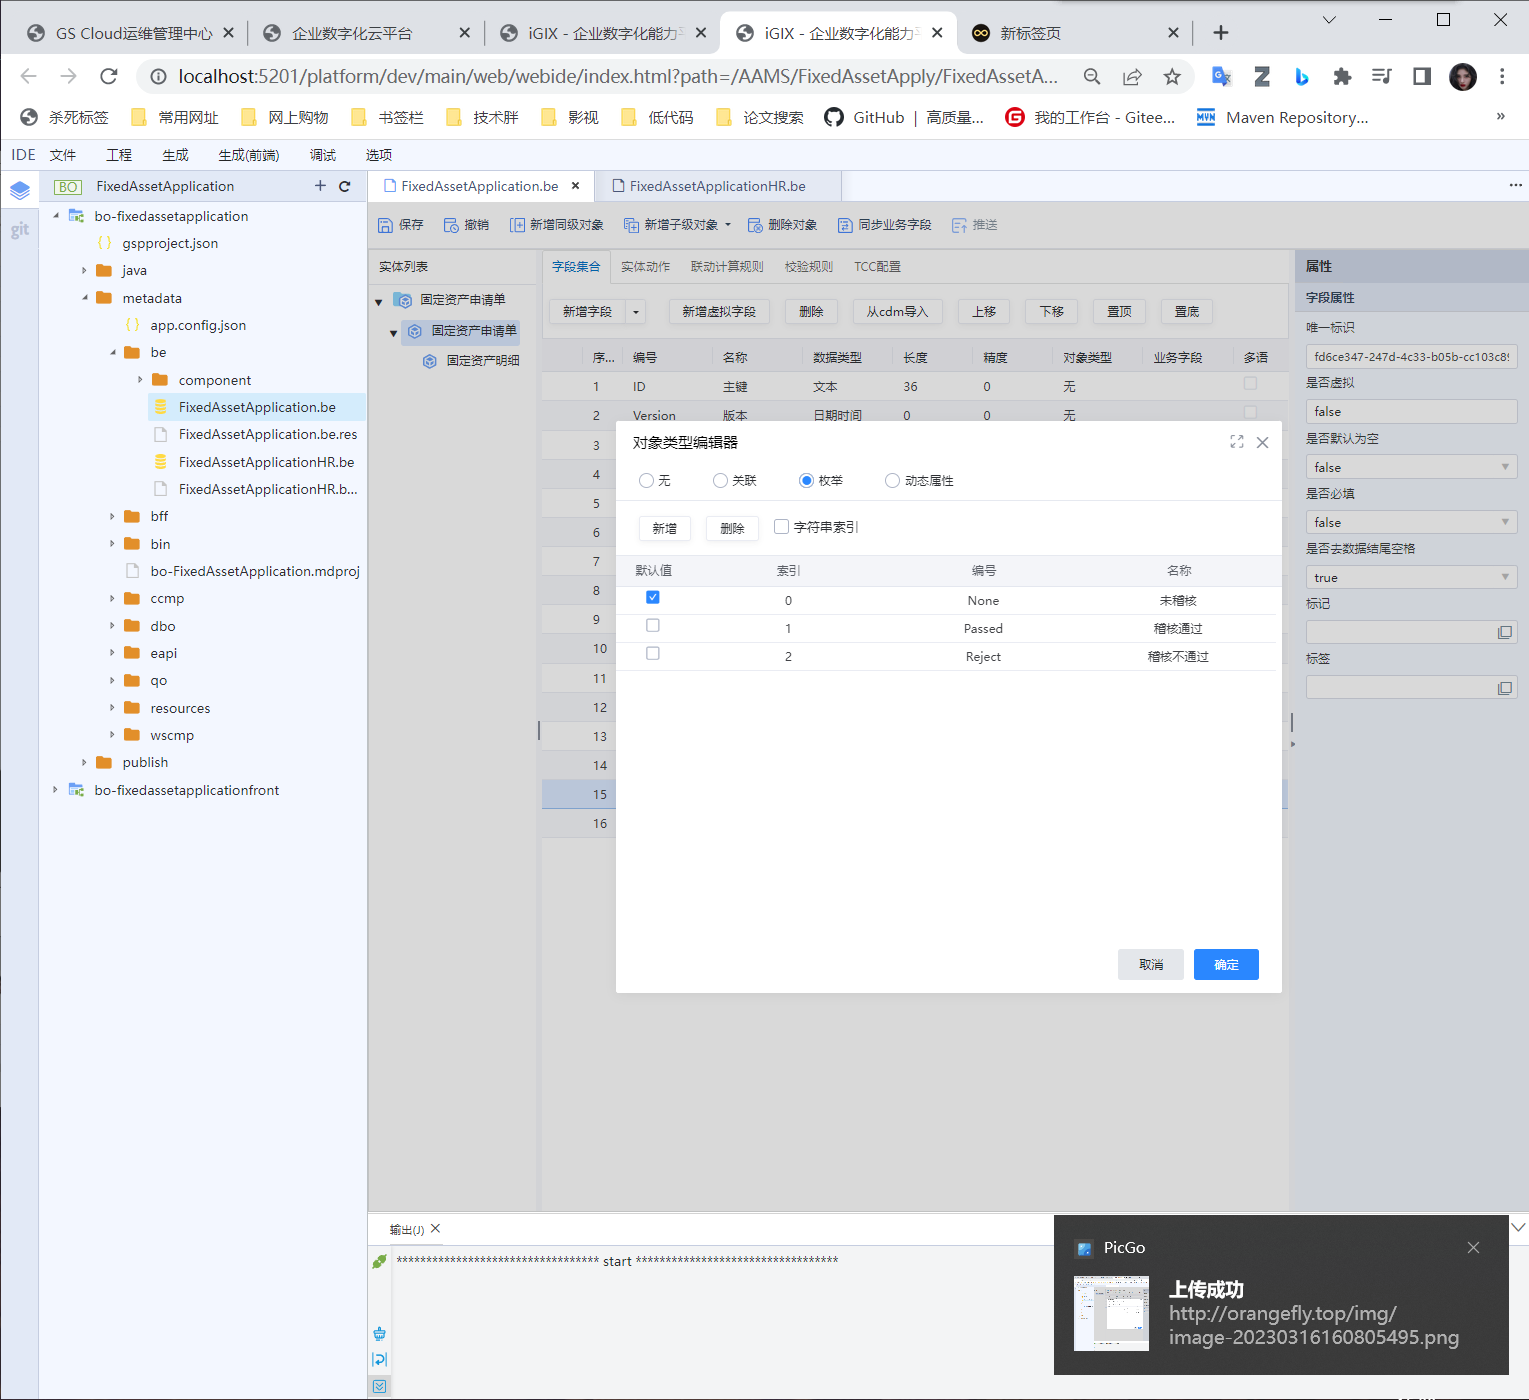 GS Cloud运维管理中心
企业数字化云平台
iGIX - 企业数字化能力平
iGIX - 企业数字化能力平
新标签页
localhost:5201/platform/dev/main/web/webide/index.html?path=/AAMS/FixedAssetApply/FixedAssetA...
杀死标签
常用网址
网上购物
书签栏
技术胖
影视
低代码
论文搜索
GitHub | 高质量...
我的工作台 - Gitee...
Maven Repository...
IDE 文件 工程 生成 生成(前端) 调试 选项
git
BO FixedAssetApplication
bo-fixedassetapplication
gspproject.json
java
metadata
app.config.json
be
component
FixedAssetApplication.be
FixedAssetApplication.be.res
FixedAssetApplicationHR.be
FixedAssetApplicationHR.b...
bff
bin
bo-FixedAssetApplication.mdproj
ccmp
dbo
eapi
qo
resources
wscmp
publish
bo-fixedassetapplicationfront
FixedAssetApplication.be
FixedAssetApplicationHR.be
保存 撤销 新增同级对象 新增子级对象 删除对象 同步业务字段 推送
实体列表
固定资产申请单
固定资产申请单
固定资产明细
字段集合 实体动作 联动计算规则 校验规则 TCC配置
新增字段 新增虚拟字段 删除 从cdm导入 上移 下移 置顶 置底
序... 编号 名称 数据类型 长度 精度 对象类型 业务字段 多语
1 ID 主键 文本 36 0 无
2 Version 版本 日期时间 0 0 无
3
4
5
6
7
8
9
10
11
12
13
14
15
16
对象类型编辑器
无 关联 枚举 动态属性
新增 删除 字符串索引
默认值 索引 编号 名称
0 None 未稽核
1 Passed 稽核通过
2 Reject 稽核不通过
取消 确定
属性
字段属性
唯一标识
fd6ce347-247d-4c33-b05b-cc103c89
是否虚拟
false
是否默认为空
false
是否必填
false
是否去数据结尾空格
true
标记
标签
输出(J)
********************************** start **********************************
PicGo
上传成功
http://orangefly.top/img/
image-20230316160805495.png